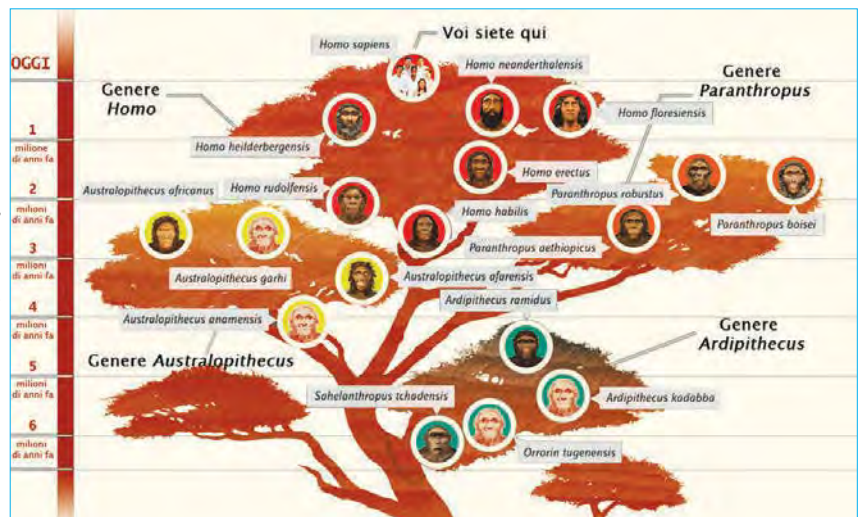 Voi siete qui
Homo sapiens
OGGI
Homo neanderthalensis
Genere
Homo
Genere
Paranthropus
Homo floresiensis
1
milione
di anni fa
Homo heilderbergensis
Homo erectus
2
milioni
di anni fa
Australopithecus africanus
Homo rudolfensis
Paranthropus robustus
Homo habilis
Paranthropus boisei
3
milioni
di anni fa
Paranthropus aethiopicus
Australopithecus garhi
Australopithecus afarensis
Ardipithecus ramidus
4
milioni
di anni fa
Australopithecus anamensis
Genere
Ardipithecus
Genere Australopithecus
5
milioni
di anni fa
Sahelanthropus tchadensis
Ardipithecus kadabba
6
milioni
di anni fa
Orrorin tugenensis